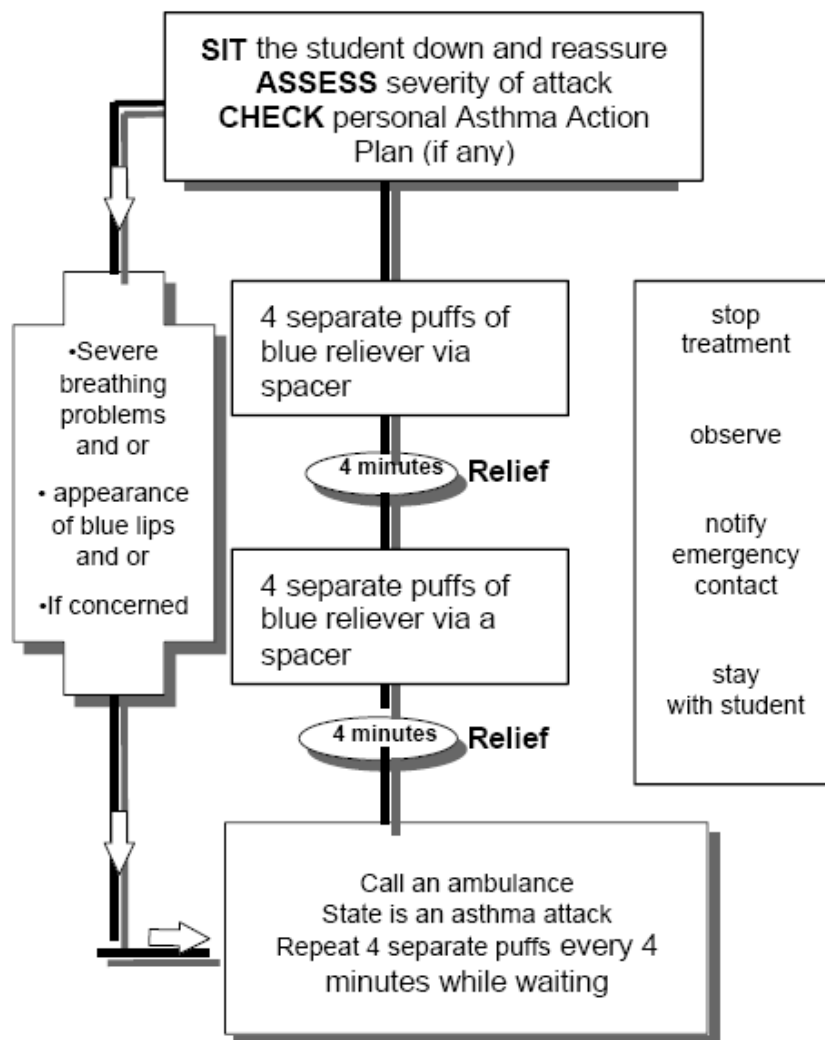 SIT the student down and reassure
ASSESS severity of attack
CHECK personal Asthma Action
Plan (if any)
•Severe
breathing
problems
and or
• appearance
of blue lips
and or
•If concerned
4 separate puffs of
blue reliever via
spacer
4 minutes Relief
4 separate puffs of
blue reliever via a
spacer
4 minutes Relief
stop
treatment
observe
notify
emergency
contact
stay
with student
Call an ambulance
State is an asthma attack
Repeat 4 separate puffs every 4
minutes while waiting